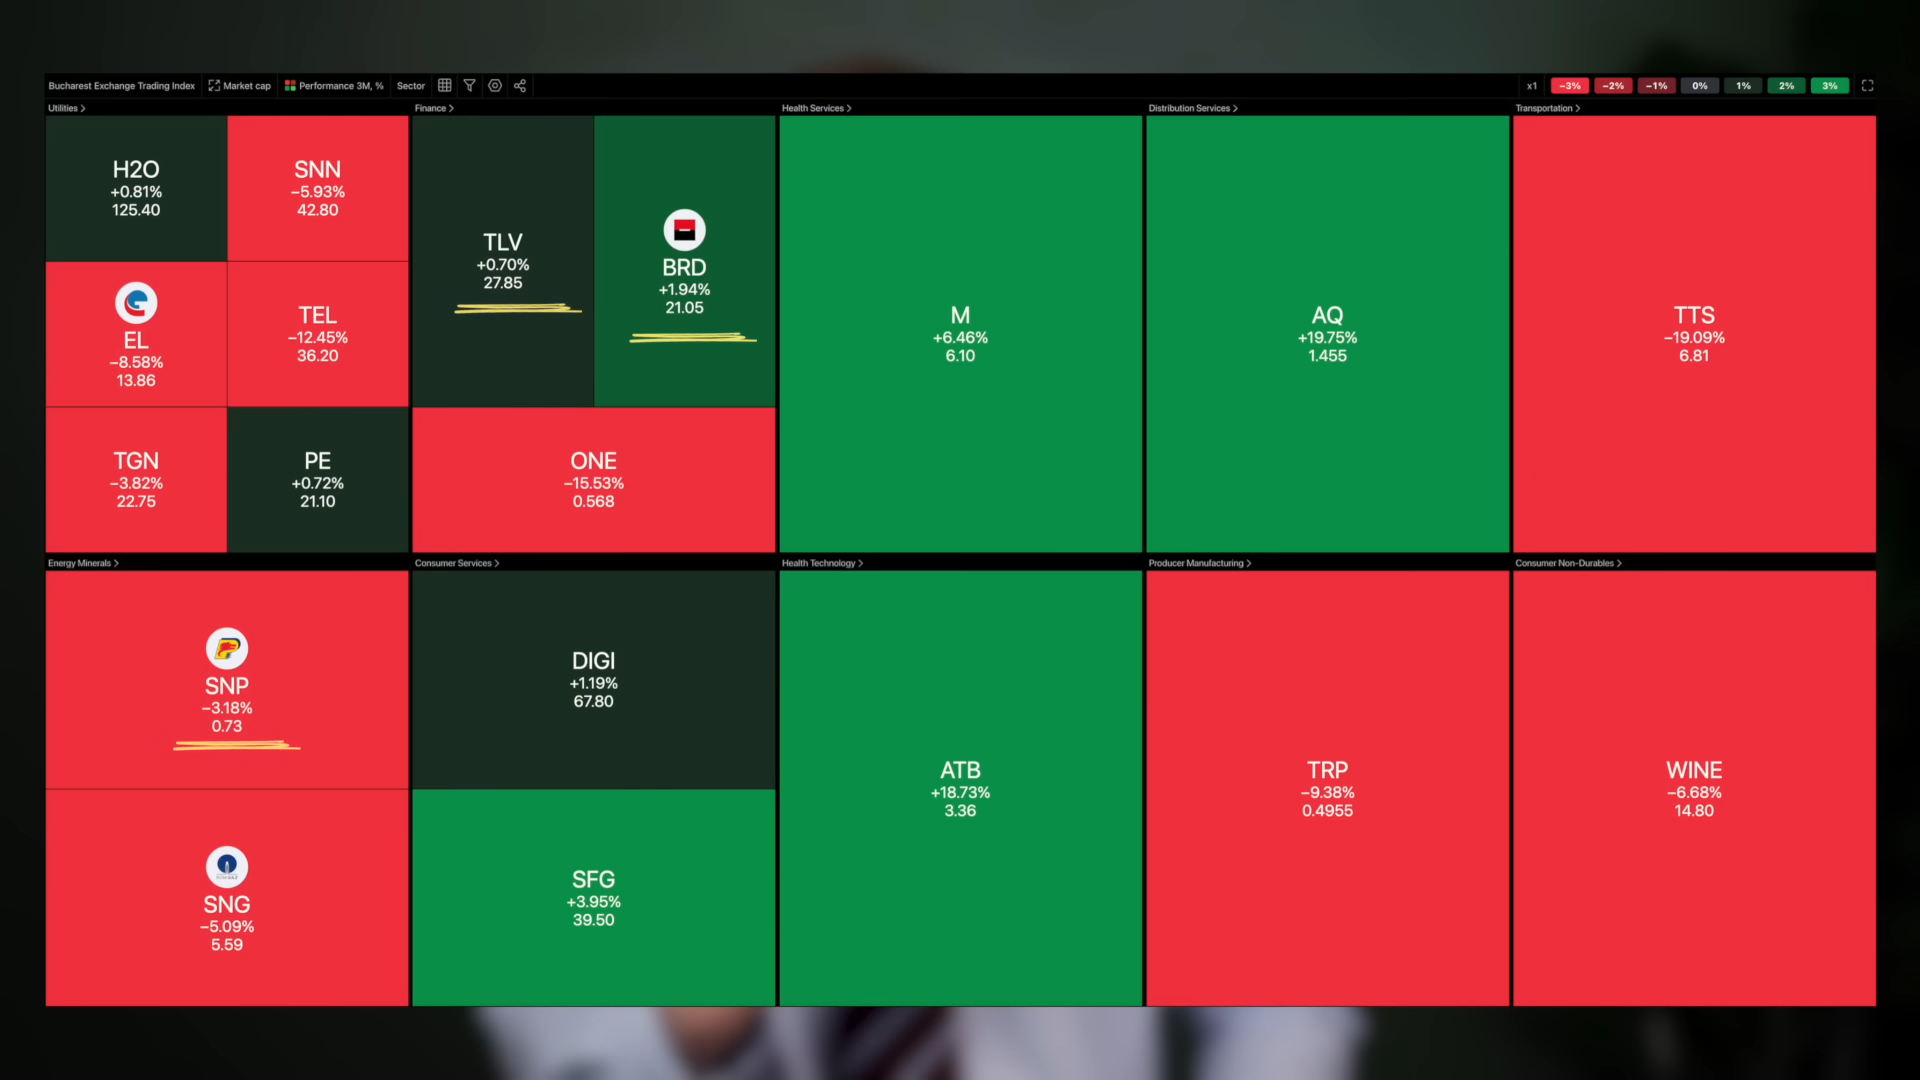 Bucharest Exchange Trading Index Market cap Performance 3M, % Sector x1 −3% −2% −1% 0% 1% 2% 3%
Utilities
H2O
+0.81%
125.40
SNN
−5.93%
42.80
EL
−8.58%
13.86
TEL
−12.45%
36.20
TGN
−3.82%
22.75
PE
+0.72%
21.10
Finance
TLV
+0.70%
27.85
BRD
+1.94%
21.05
ONE
−15.53%
0.568
Health Services
M
+6.46%
6.10
Distribution Services
AQ
+19.75%
1.455
Transportation
TTS
−19.09%
6.81
Energy Minerals
SNP
−3.18%
0.73
SNG
−5.09%
5.59
Consumer Services
DIGI
+1.19%
67.80
SFG
+3.95%
39.50
Health Technology
ATB
+18.73%
3.36
Producer Manufacturing
TRP
−9.38%
0.4955
Consumer Non-Durables
WINE
−6.68%
14.80